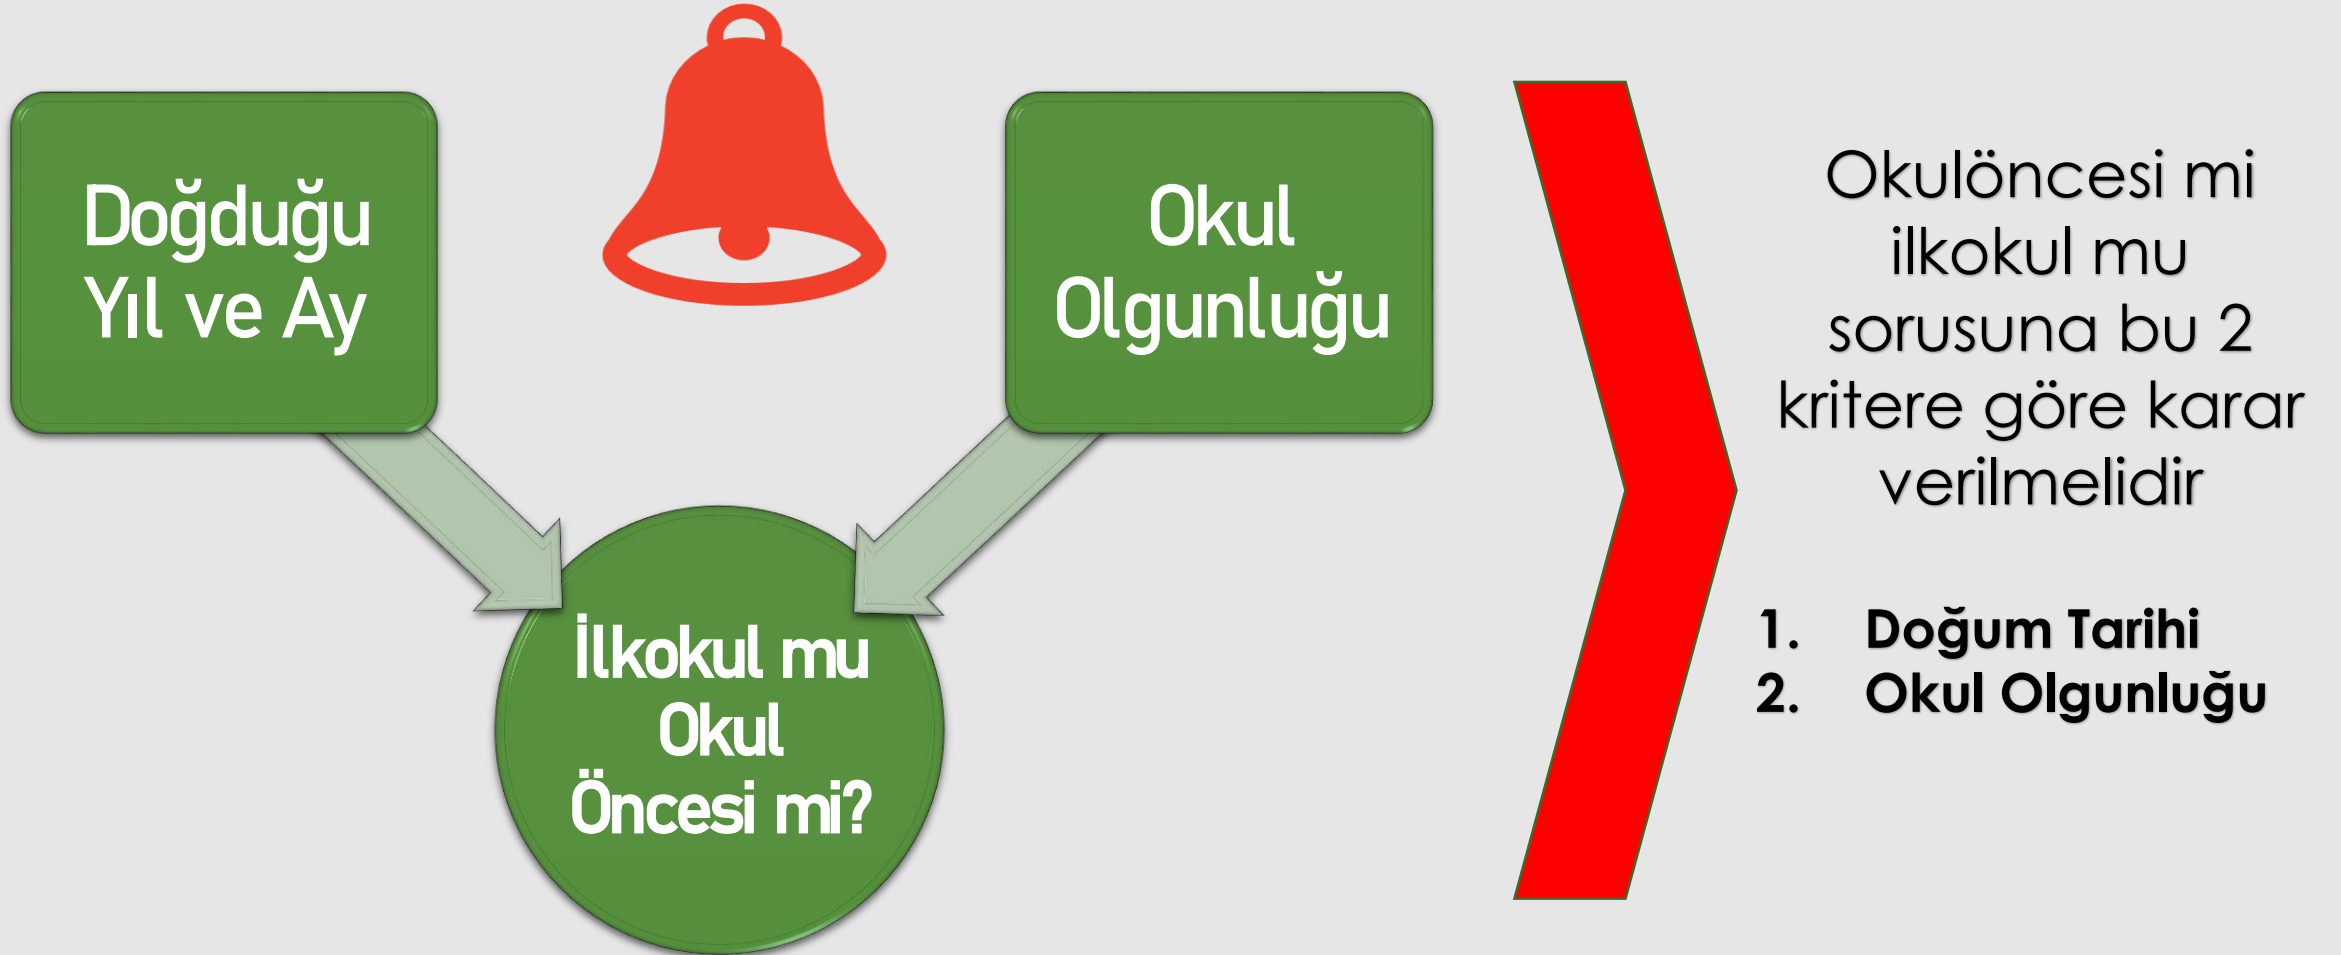 Doğduğu
Yıl ve Ay
Okul
Olgunluğu
İlkokul mu
Okul
Öncesi mi?
Okulöncesi mi
ilkokul mu
sorusuna bu 2
kritere göre karar
verilmelidir
1. Doğum Tarihi
2. Okul Olgunluğu